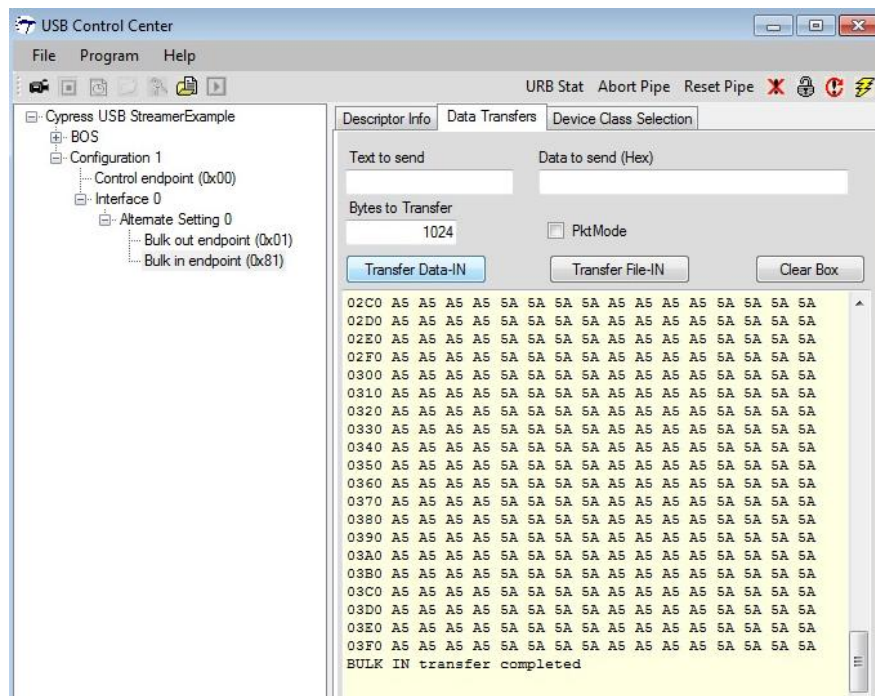 USB Control Center
File Program Help
URB Stat Abort Pipe Reset Pipe
Cypress USB StreamerExample
BOS
Configuration 1
Control endpoint (0x00)
Interface 0
Alternate Setting 0
Bulk out endpoint (0x01)
Bulk in endpoint (0x81)
Descriptor Info Data Transfers Device Class Selection
Text to send Data to send (Hex)
Bytes to Transfer
1024 PktMode
Transfer Data-IN Transfer File-IN Clear Box
02C0 A5 A5 A5 A5 5A 5A 5A 5A A5 A5 A5 A5 5A 5A 5A 5A
02D0 A5 A5 A5 A5 5A 5A 5A 5A A5 A5 A5 A5 5A 5A 5A 5A
02E0 A5 A5 A5 A5 5A 5A 5A 5A A5 A5 A5 A5 5A 5A 5A 5A
02F0 A5 A5 A5 A5 5A 5A 5A 5A A5 A5 A5 A5 5A 5A 5A 5A
0300 A5 A5 A5 A5 5A 5A 5A 5A A5 A5 A5 A5 5A 5A 5A 5A
0310 A5 A5 A5 A5 5A 5A 5A 5A A5 A5 A5 A5 5A 5A 5A 5A
0320 A5 A5 A5 A5 5A 5A 5A 5A A5 A5 A5 A5 5A 5A 5A 5A
0330 A5 A5 A5 A5 5A 5A 5A 5A A5 A5 A5 A5 5A 5A 5A 5A
0340 A5 A5 A5 A5 5A 5A 5A 5A A5 A5 A5 A5 5A 5A 5A 5A
0350 A5 A5 A5 A5 5A 5A 5A 5A A5 A5 A5 A5 5A 5A 5A 5A
0360 A5 A5 A5 A5 5A 5A 5A 5A A5 A5 A5 A5 5A 5A 5A 5A
0370 A5 A5 A5 A5 5A 5A 5A 5A A5 A5 A5 A5 5A 5A 5A 5A
0380 A5 A5 A5 A5 5A 5A 5A 5A A5 A5 A5 A5 5A 5A 5A 5A
0390 A5 A5 A5 A5 5A 5A 5A 5A A5 A5 A5 A5 5A 5A 5A 5A
03A0 A5 A5 A5 A5 5A 5A 5A 5A A5 A5 A5 A5 5A 5A 5A 5A
03B0 A5 A5 A5 A5 5A 5A 5A 5A A5 A5 A5 A5 5A 5A 5A 5A
03C0 A5 A5 A5 A5 5A 5A 5A 5A A5 A5 A5 A5 5A 5A 5A 5A
03D0 A5 A5 A5 A5 5A 5A 5A 5A A5 A5 A5 A5 5A 5A 5A 5A
03E0 A5 A5 A5 A5 5A 5A 5A 5A A5 A5 A5 A5 5A 5A 5A 5A
03F0 A5 A5 A5 A5 5A 5A 5A 5A A5 A5 A5 A5 5A 5A 5A 5A
BULK IN transfer completed